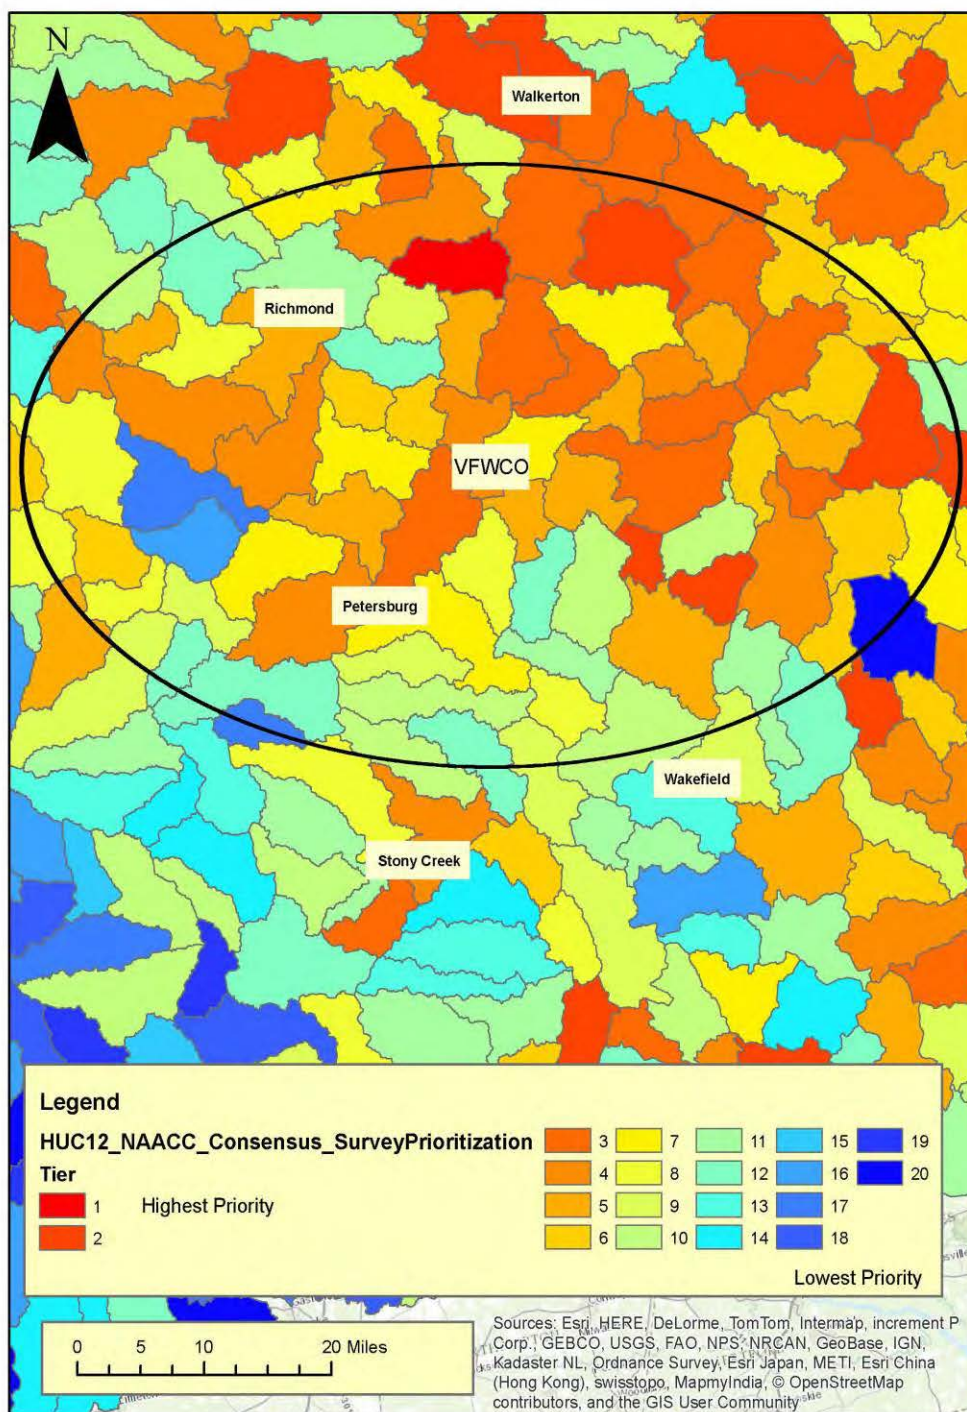 N
Walkerton
Richmond
VFWCO
Petersburg
Wakefield
Stony Creek
Legend
HUC12_NAACC_Consensus_SurveyPrioritization
Tier
1 Highest Priority
2
3 7 11 15 19
4 8 12 16 20
5 9 13 17
6 10 14 18
Lowest Priority
0 5 10 20 Miles
Sources: Esri, HERE, DeLorme, TomTom, Intermap, increment P
Corp., GEBCO, USGS, FAO, NPS, NRCAN, GeoBase, IGN,
Kadaster NL, Ordnance Survey, Esri Japan, METI, Esri China
(Hong Kong), swisstopo, MapmyIndia, © OpenStreetMap
contributors, and the GIS User Community